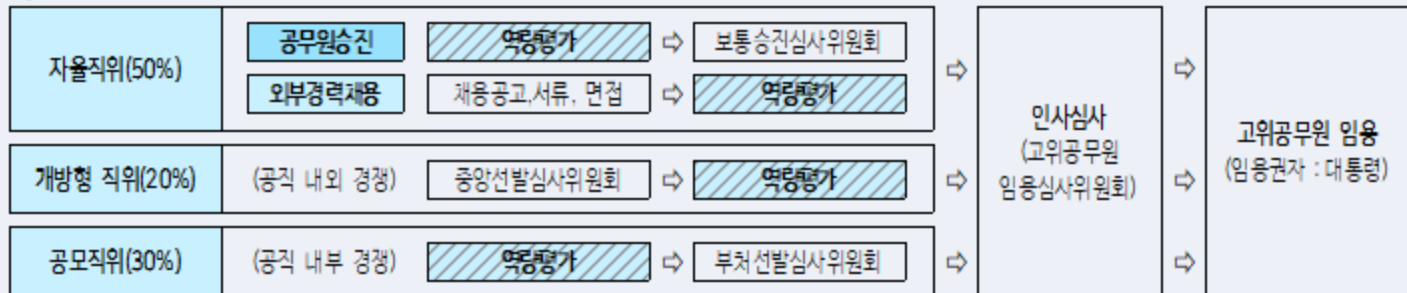 자율직위(50%)
공무원승진
역량평가
⇨
보통승진심사위원회
외부경력채용
채용공고,서류, 면접
⇨
역량평가
⇨
개방형 직위(20%)
(공직 내외 경쟁)
중앙선발심사위원회
⇨
역량평가
⇨
공모직위(30%)
(공직 내부 경쟁)
역량평가
⇨
부처선발심사위원회
⇨
인사심사
(고위공무원
임용심사위원회)
⇨
⇨
⇨
고위공무원 임용
(임용권자 : 대통령)